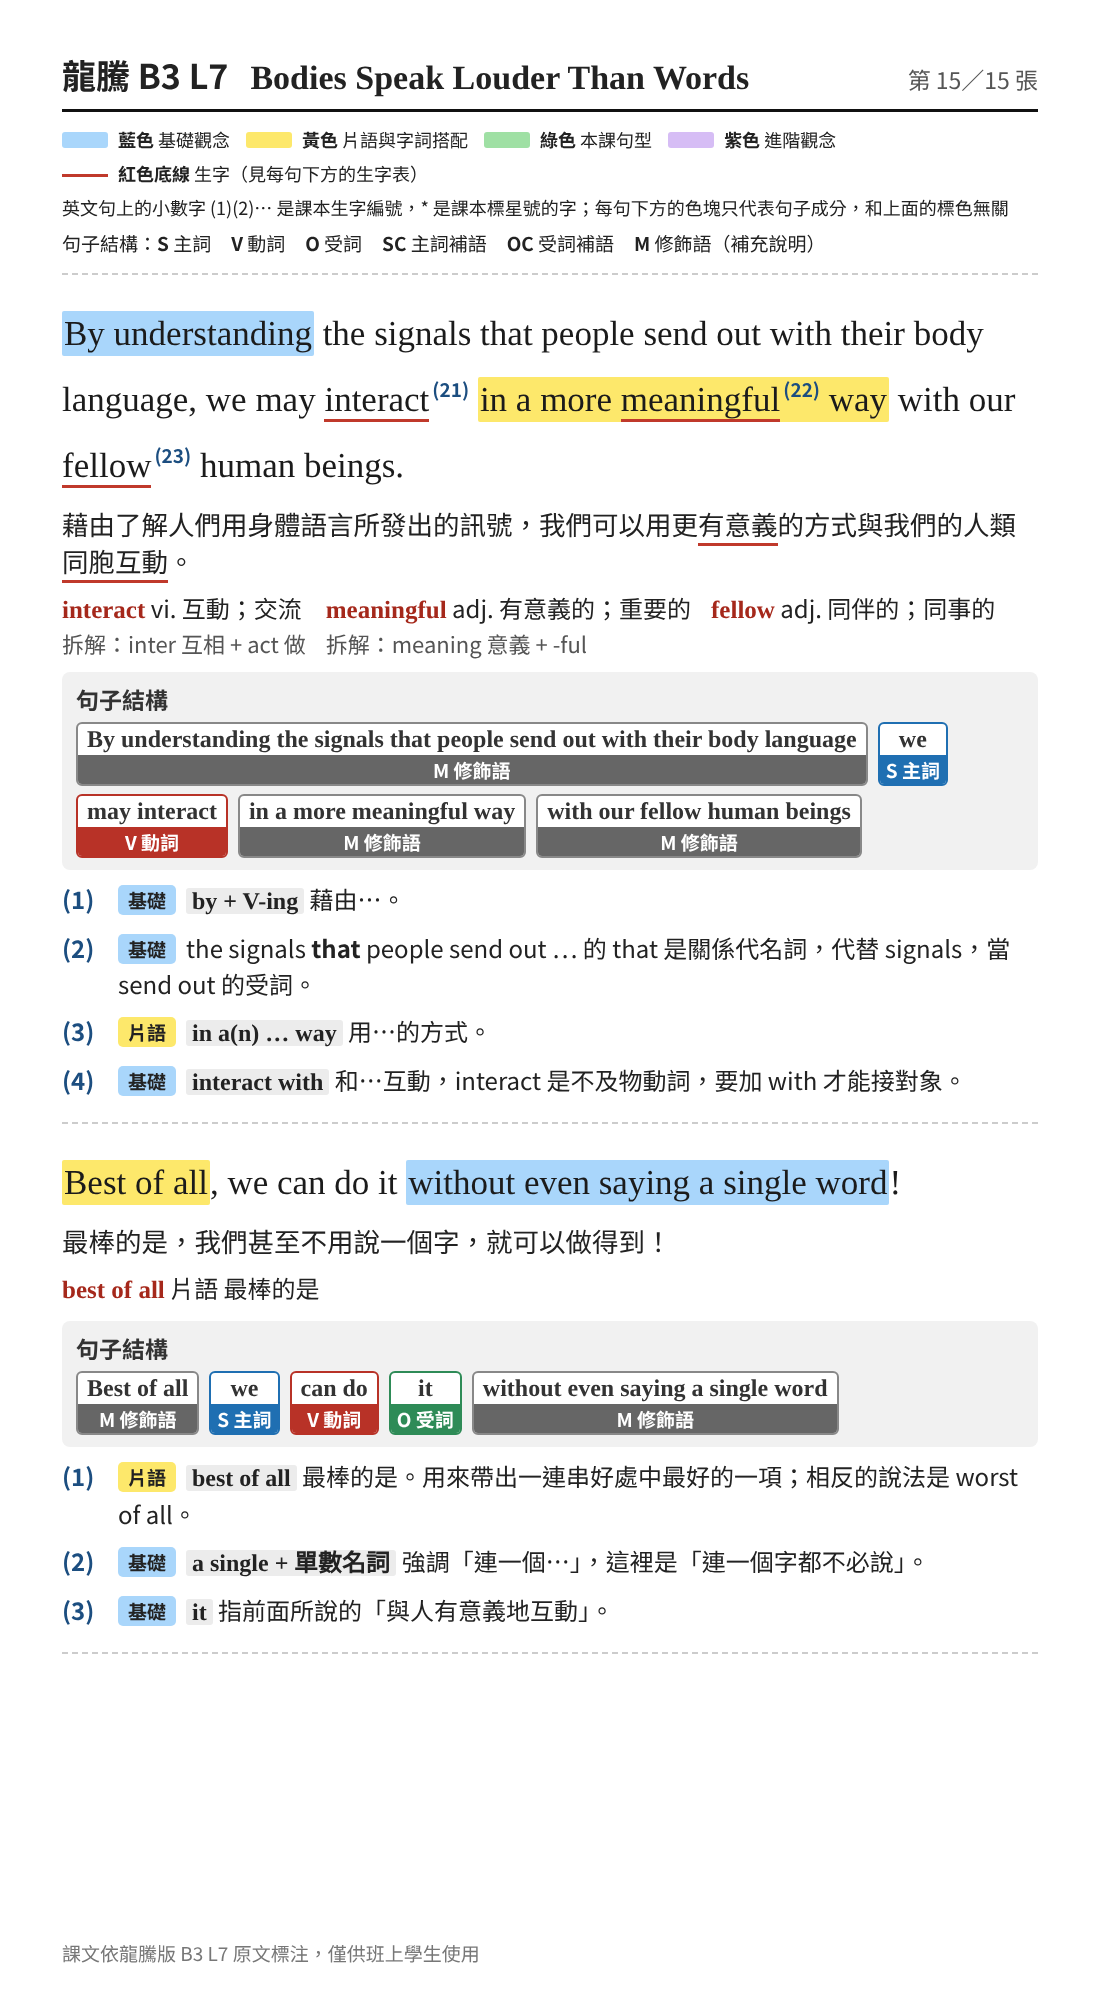 龍騰 B3 L7 Bodies Speak Louder Than Words 第 15／15 張
藍色 基礎觀念 黃色 片語與字詞搭配 綠色 本課句型 紫色 進階觀念
紅色底線 生字（見每句下方的生字表）
英文句上的小數字 (1)(2)… 是課本生字編號，* 是課本標星號的字；每句下方的色塊只代表句子成分，和上面的標色無關
句子結構：S 主詞 V 動詞 O 受詞 SC 主詞補語 OC 受詞補語 M 修飾語（補充說明）
By understanding the signals that people send out with their body
language, we may interact(21) in a more meaningful(22) way with our
fellow(23) human beings.
藉由了解人們用身體語言所發出的訊號，我們可以用更有意義的方式與我們的人類
同胞互動。
interact vi. 互動；交流 meaningful adj. 有意義的；重要的 fellow adj. 同伴的；同事的
拆解：inter 互相 + act 做 拆解：meaning 意義 + -ful
句子結構
By understanding the signals that people send out with their body language we
M 修飾語 S 主詞
may interact in a more meaningful way with our fellow human beings
V 動詞 M 修飾語 M 修飾語
(1) 基礎 by + V-ing 藉由…。
(2) 基礎 the signals that people send out … 的 that 是關係代名詞，代替 signals，當
send out 的受詞。
(3) 片語 in a(n) … way 用…的方式。
(4) 基礎 interact with 和…互動，interact 是不及物動詞，要加 with 才能接對象。
Best of all, we can do it without even saying a single word!
最棒的是，我們甚至不用說一個字，就可以做得到！
best of all 片語 最棒的是
句子結構
Best of all we can do it without even saying a single word
M 修飾語 S 主詞 V 動詞 O 受詞 M 修飾語
(1) 片語 best of all 最棒的是。用來帶出一連串好處中最好的一項；相反的說法是 worst
of all。
(2) 基礎 a single + 單數名詞 強調「連一個…」，這裡是「連一個字都不必說」。
(3) 基礎 it 指前面所說的「與人有意義地互動」。
課文依龍騰版 B3 L7 原文標注，僅供班上學生使用